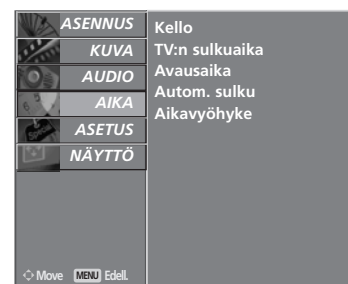 ASENNUS
KUVA
AUDIO
AIKA
ASETUS
NÄYTTÖ
Kello
TV:n sulkuaika
Avausaika
Autom. sulku
Aikavyöhyke
Move MENU Edell.